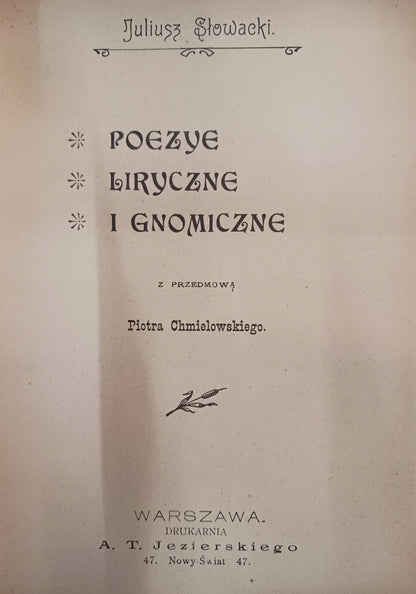 Juliusz Słowacki.
POEZYE
LIRYCZNE
I GNOMICZNE
Z PRZEDMOWĄ
Piotra Chmielowskiego.
WARSZAWA.
DRUKARNIA
A. T. Jezierskiego
47. Nowy-Świat 47.